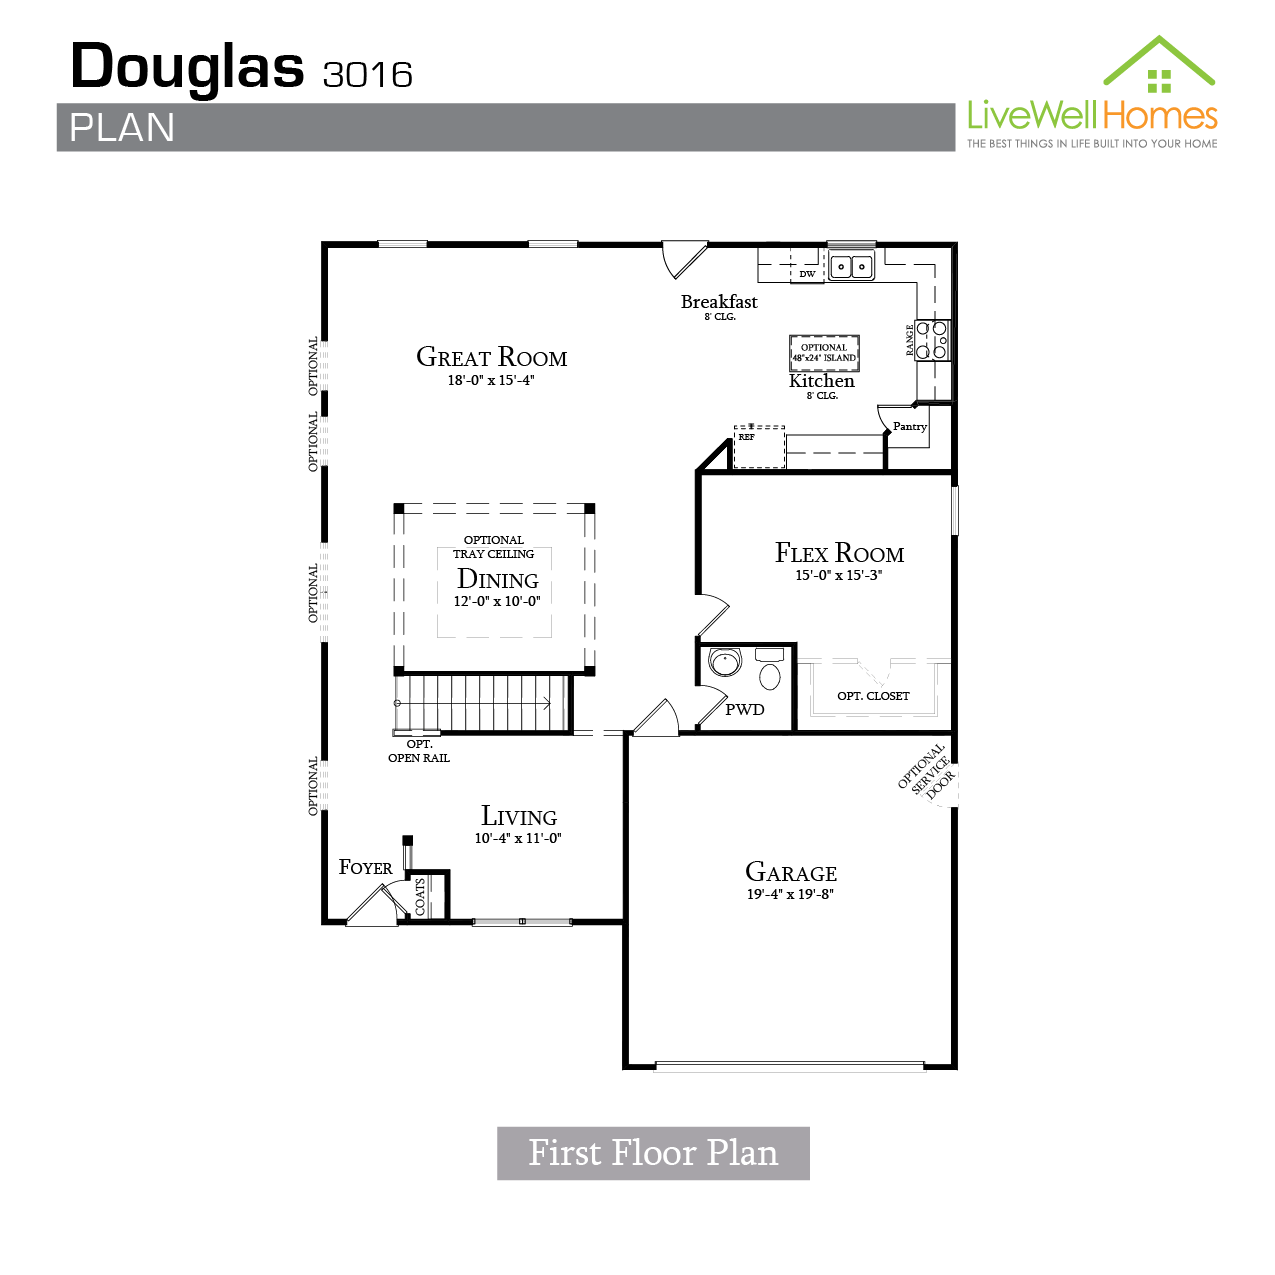 Douglas 3016
PLAN
LiveWellHomes
THE BEST THINGS IN LIFE BUILT INTO YOUR HOME
DW
Breakfast
8' CLG.
RANGE
OPTIONAL
48"x24" ISLAND
Kitchen
8' CLG.
Pantry
REF
GREAT ROOM
18'-0" x 15'-4"
OPTIONAL
OPTIONAL
OPTIONAL
TRAY CEILING
DINING
12'-0" x 10'-0"
OPTIONAL
FLEX ROOM
15'-0" x 15'-3"
OPT. CLOSET
PWD
OPT.
OPEN RAIL
OPTIONAL
SERVICE
DOOR
OPTIONAL
LIVING
10'-4" x 11'-0"
FOYER
COATS
GARAGE
19'-4" x 19'-8"
First Floor Plan